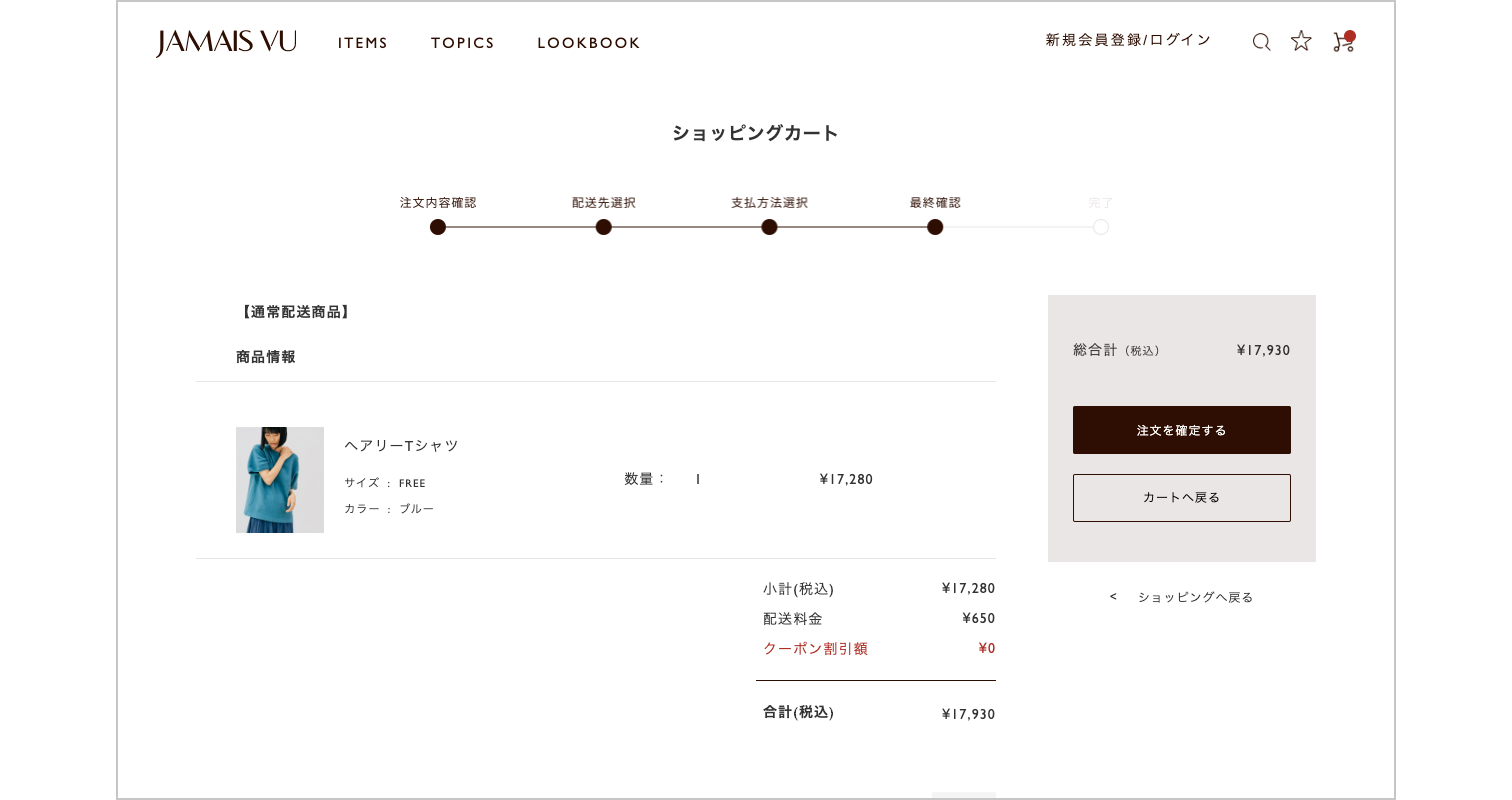 JAMAIS VU
ITEMS
TOPICS
LOOKBOOK
新規会員登録/ログイン
ショッピングカート
注文内容確認
配送先選択
支払方法選択
最終確認
完了
【通常配送商品】
商品情報
ヘアリーTシャツ
サイズ : FREE
カラー : ブルー
数量: 1
¥17,280
小計(税込) ¥17,280
配送料金 ¥650
クーポン割引額 ¥0
合計(税込) ¥17,930
総合計 (税込) ¥17,930
注文を確定する
カートへ戻る
< ショッピングへ戻る